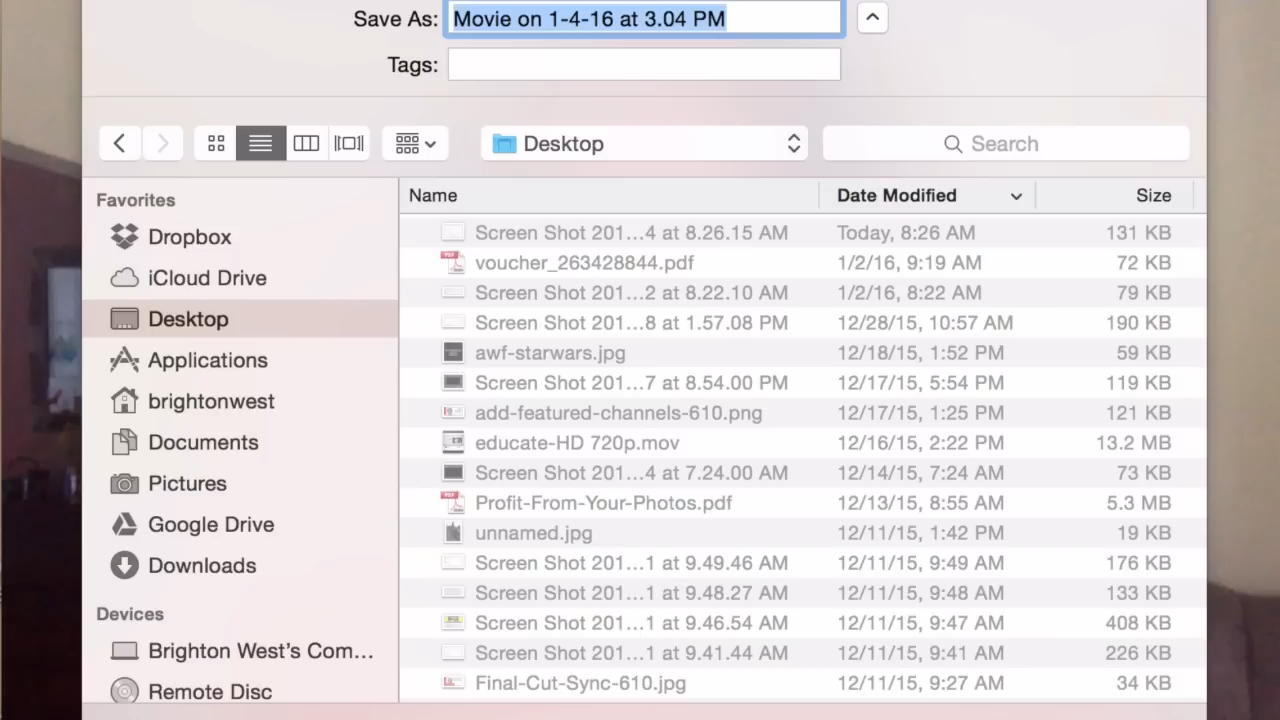 Save As: Movie on 1-4-16 at 3.04 PM
Tags:
Desktop
Search
Favorites
Dropbox
iCloud Drive
Desktop
Applications
brightonwest
Documents
Pictures
Google Drive
Downloads
Devices
Brighton West's Com...
Remote Disc
Name Date Modified Size
Screen Shot 201...4 at 8.26.15 AM Today, 8:26 AM 131 KB
voucher_263428844.pdf 1/2/16, 9:19 AM 72 KB
Screen Shot 201...2 at 8.22.10 AM 1/2/16, 8:22 AM 79 KB
Screen Shot 201...8 at 1.57.08 PM 12/28/15, 10:57 AM 190 KB
awf-starwars.jpg 12/18/15, 1:52 PM 59 KB
Screen Shot 201...7 at 8.54.00 PM 12/17/15, 5:54 PM 119 KB
add-featured-channels-610.png 12/17/15, 1:25 PM 121 KB
educate-HD 720p.mov 12/16/15, 2:22 PM 13.2 MB
Screen Shot 201...4 at 7.24.00 AM 12/14/15, 7:24 AM 73 KB
Profit-From-Your-Photos.pdf 12/13/15, 8:55 AM 5.3 MB
unnamed.jpg 12/11/15, 1:42 PM 19 KB
Screen Shot 201...1 at 9.49.46 AM 12/11/15, 9:49 AM 176 KB
Screen Shot 201...1 at 9.48.27 AM 12/11/15, 9:48 AM 133 KB
Screen Shot 201...1 at 9.46.54 AM 12/11/15, 9:47 AM 408 KB
Screen Shot 201...1 at 9.41.44 AM 12/11/15, 9:41 AM 226 KB
Final-Cut-Sync-610.jpg 12/11/15, 9:27 AM 34 KB